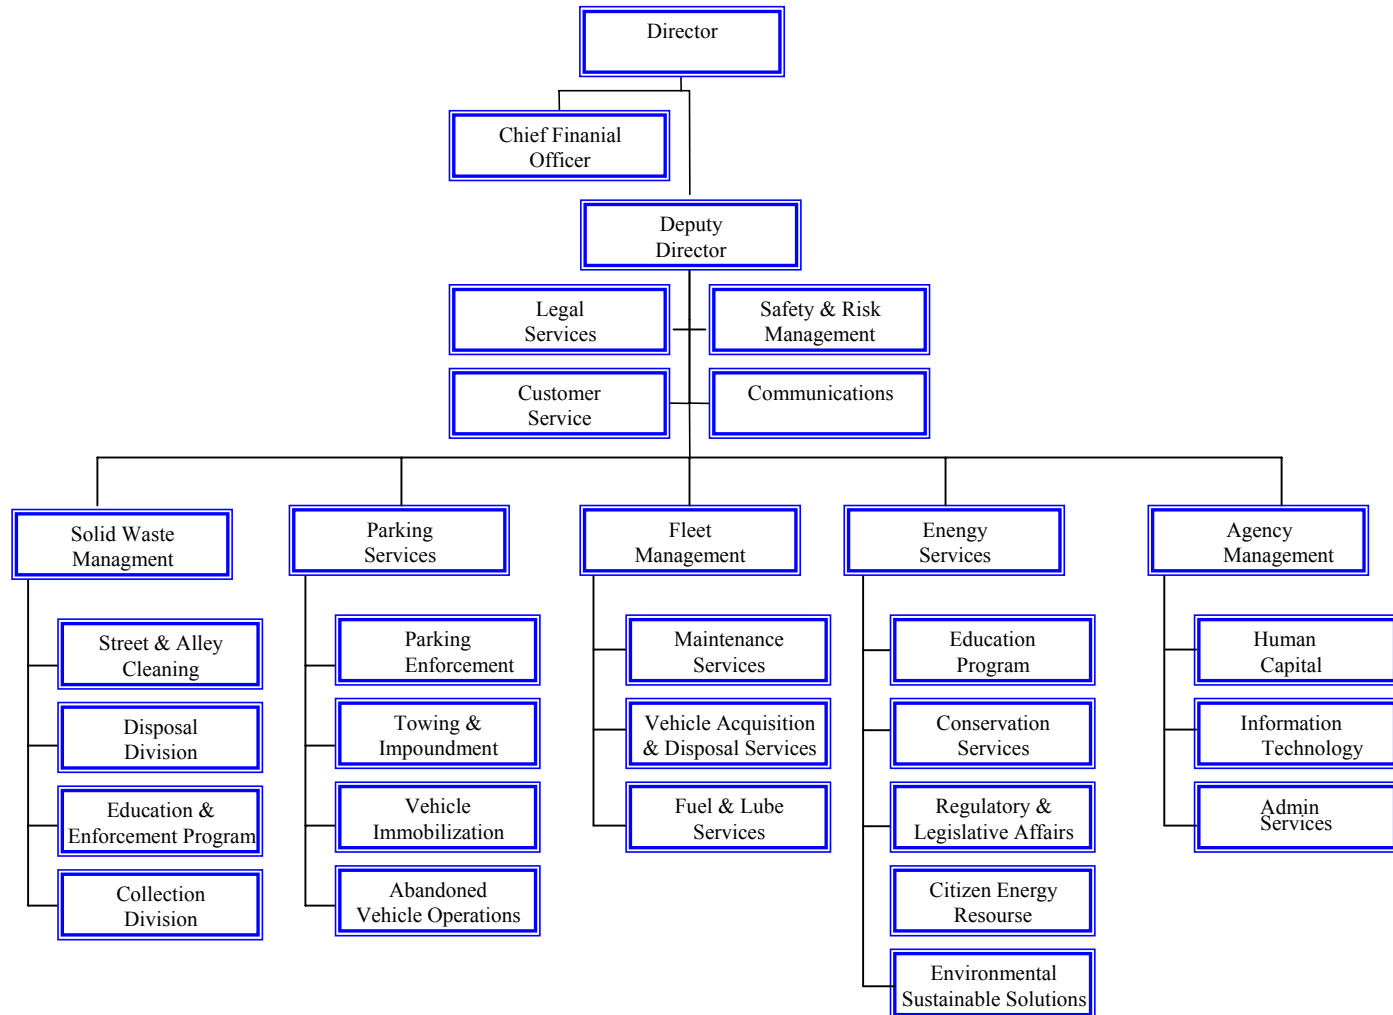 Director
Chief Finanial
Officer
Deputy
Director
Legal
Services
Safety & Risk
Management
Customer
Service
Communications
Solid Waste
Managment
Parking
Services
Fleet
Management
Energy
Services
Agency
Management
Street & Alley
Cleaning
Disposal
Division
Education &
Enforcement Program
Collection
Division
Parking
Enforcement
Towing &
Impoundment
Vehicle
Immobilization
Abandoned
Vehicle Operations
Maintenance
Services
Vehicle Acquisition
& Disposal Services
Fuel & Lube
Services
Education
Program
Conservation
Services
Regulatory &
Legislative Affairs
Citizen Energy
Resourse
Environmental
Sustainable Solutions
Human
Capital
Information
Technology
Admin
Services